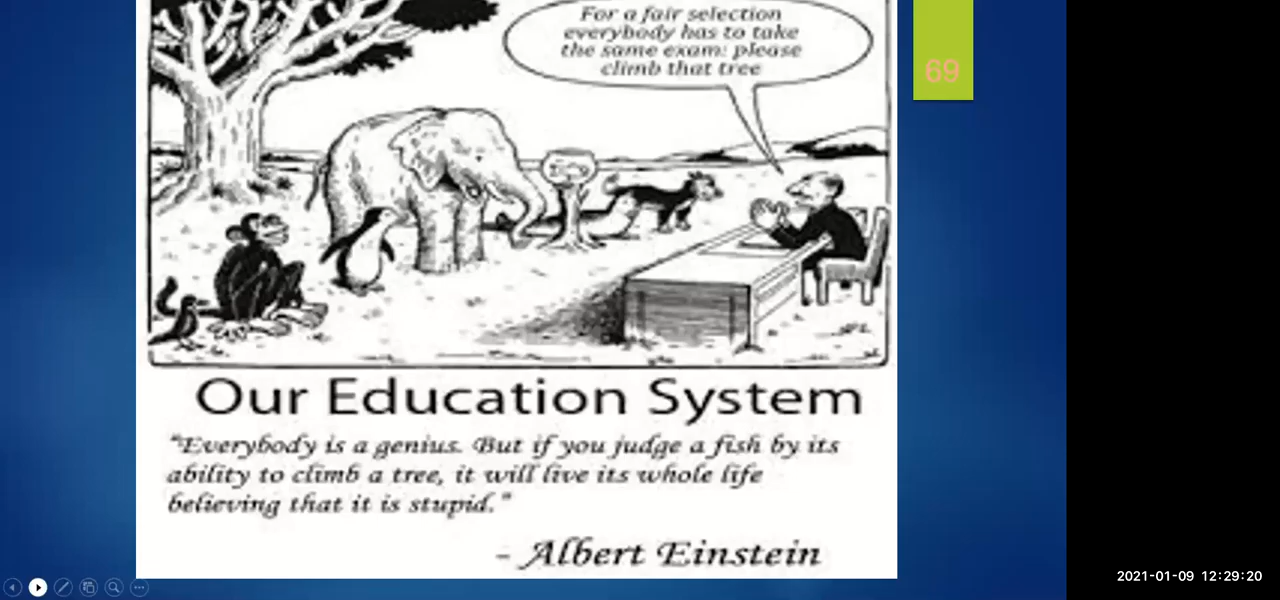 For a fair selection
everybody has to take
the same exam: please
climb that tree
69
Our Education System
"Everybody is a genius. But if you judge a fish by its
ability to climb a tree, it will live its whole life
believing that it is stupid."
- Albert Einstein
2021-01-09 12:29:20